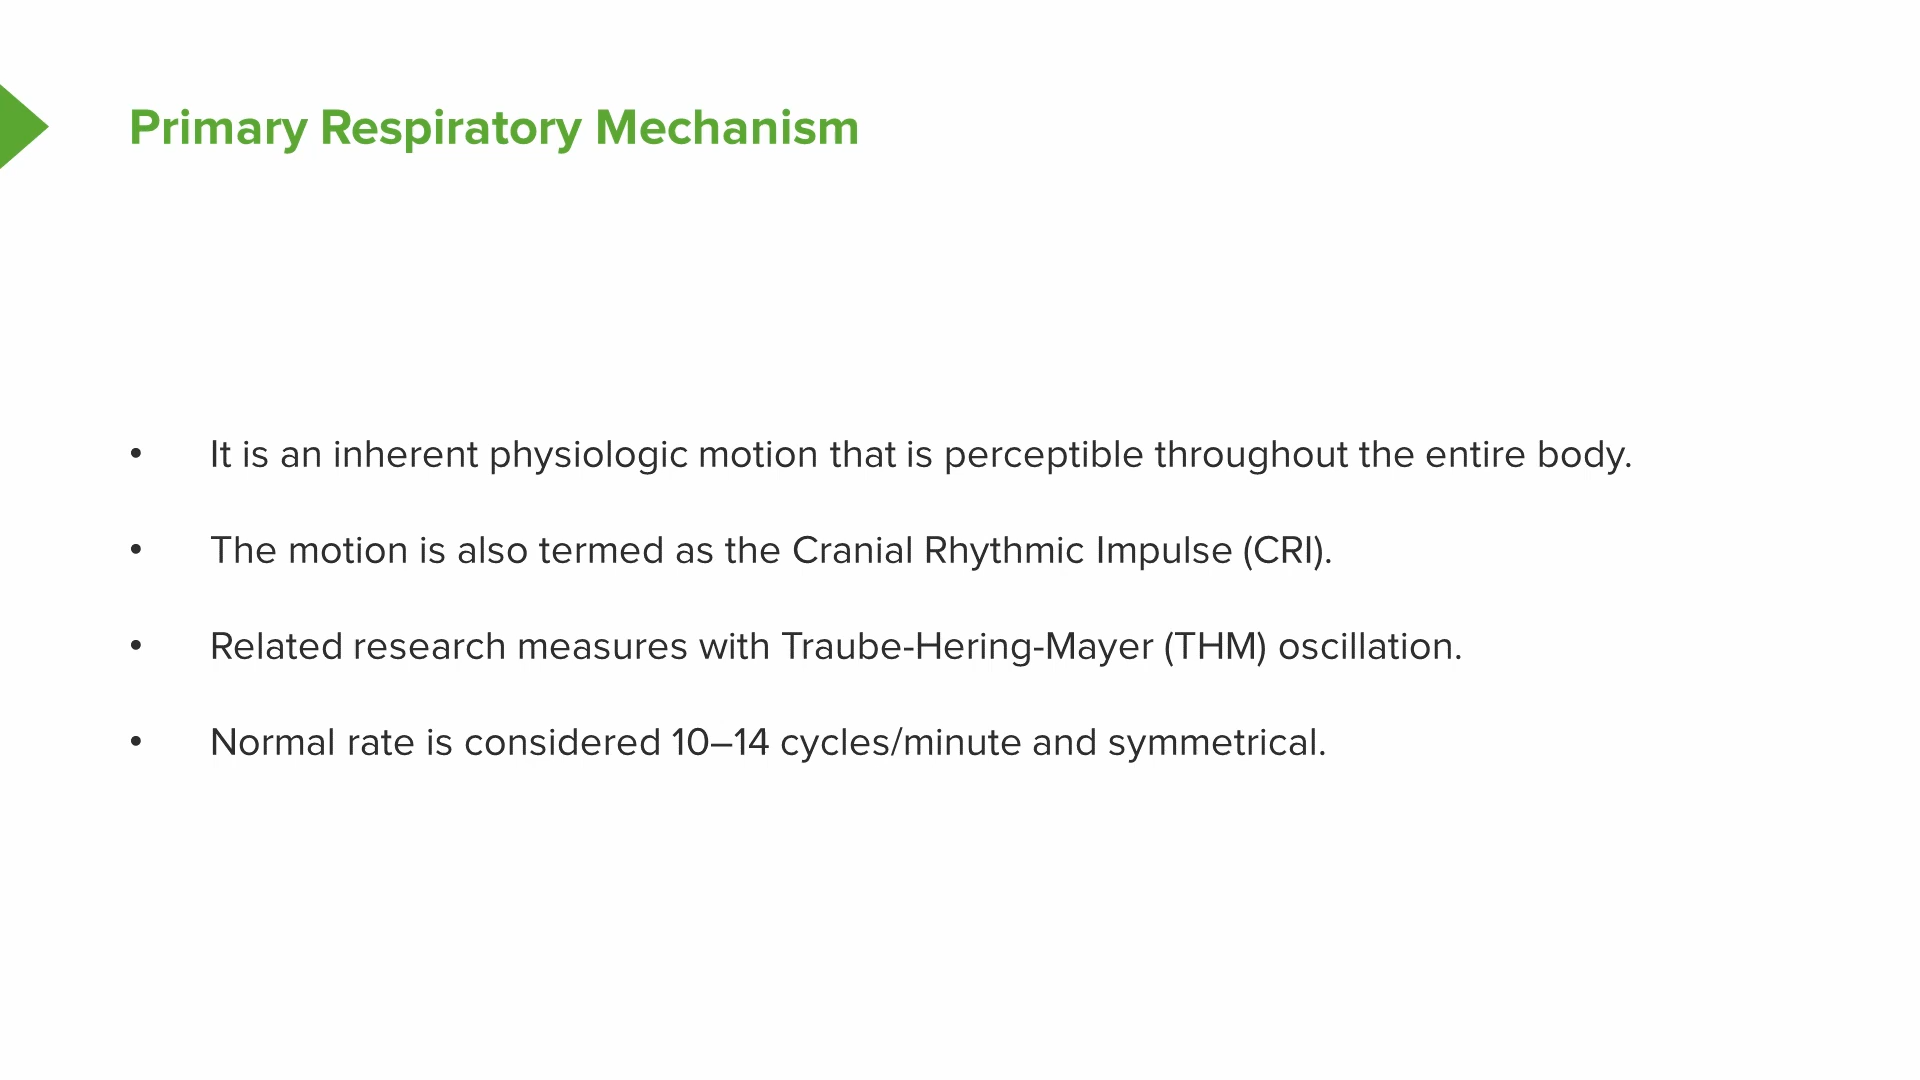 Primary Respiratory Mechanism
• It is an inherent physiologic motion that is perceptible throughout the entire body.
• The motion is also termed as the Cranial Rhythmic Impulse (CRI).
• Related research measures with Traube-Hering-Mayer (THM) oscillation.
• Normal rate is considered 10–14 cycles/minute and symmetrical.